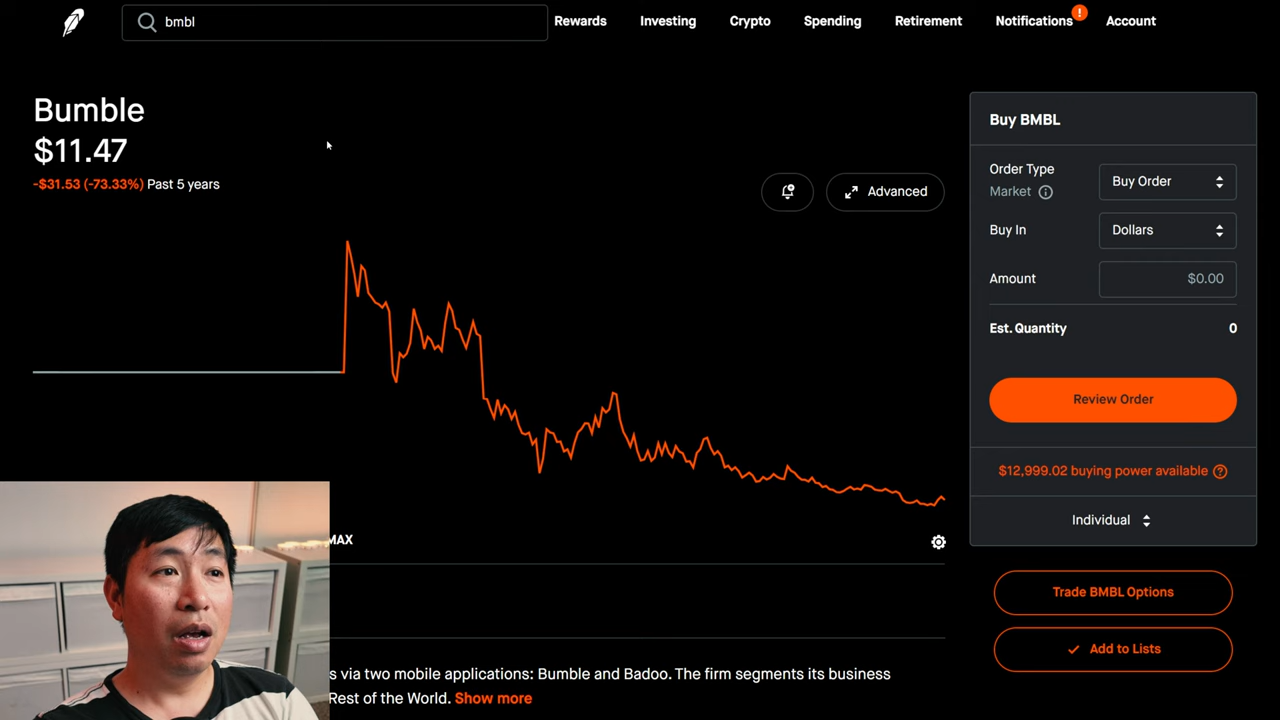 bmbl
Rewards
Investing
Crypto
Spending
Retirement
Notifications
!
Account
Bumble
$11.47
-$31.53 (-73.33%) Past 5 years
Advanced
Buy BMBL
Order Type
Market
Buy Order
Buy In
Dollars
Amount
$0.00
Est. Quantity
0
Review Order
$12,999.02 buying power available
Individual
Trade BMBL Options
Add to Lists
MAX
s via two mobile applications: Bumble and Badoo. The firm segments its business
Rest of the World. Show more